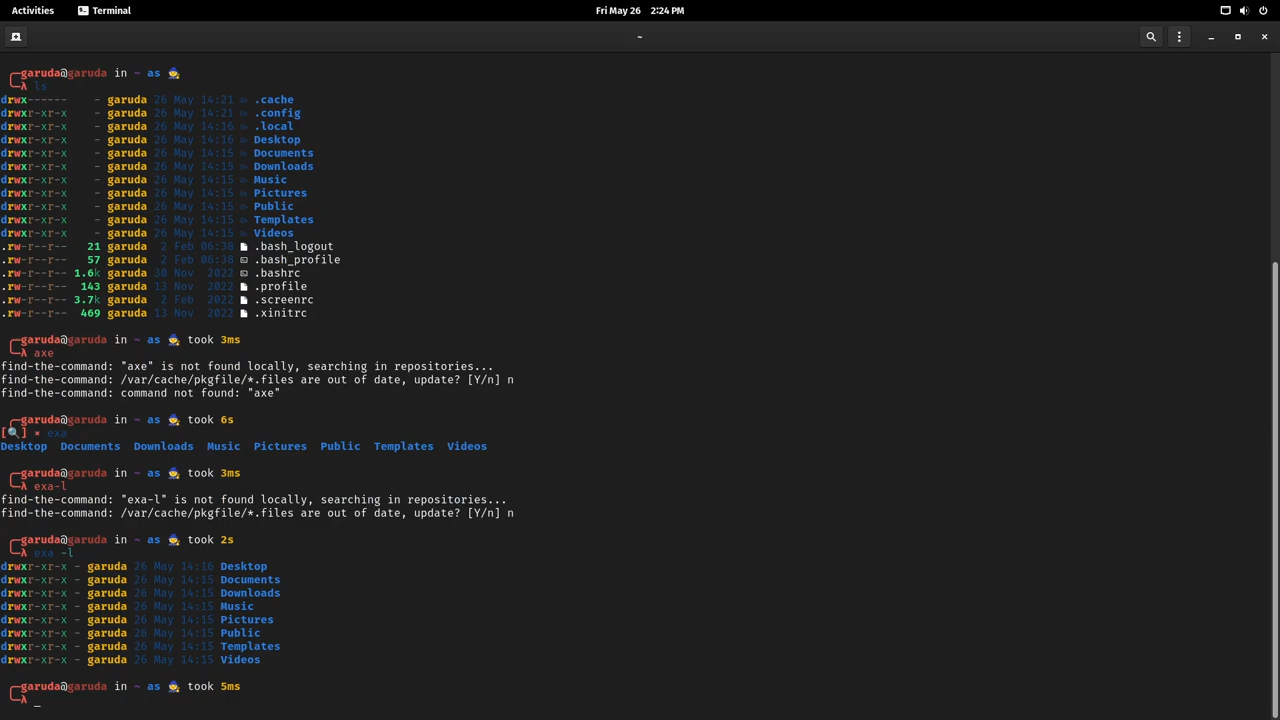 Activities Terminal Fri May 26 2:24 PM
~
garuda@garuda in ~ as 🧙
λ ls
drwx------ - garuda 26 May 14:21 .cache
drwxr-xr-x - garuda 26 May 14:21 .config
drwxr-xr-x - garuda 26 May 14:16 .local
drwxr-xr-x - garuda 26 May 14:16 Desktop
drwxr-xr-x - garuda 26 May 14:15 Documents
drwxr-xr-x - garuda 26 May 14:15 Downloads
drwxr-xr-x - garuda 26 May 14:15 Music
drwxr-xr-x - garuda 26 May 14:15 Pictures
drwxr-xr-x - garuda 26 May 14:15 Public
drwxr-xr-x - garuda 26 May 14:15 Templates
drwxr-xr-x - garuda 26 May 14:15 Videos
.rw-r--r-- 21 garuda 2 Feb 06:38 .bash_logout
.rw-r--r-- 57 garuda 2 Feb 06:38 .bash_profile
.rw-r--r-- 1.6k garuda 30 Nov 2022 .bashrc
.rw-r--r-- 143 garuda 13 Nov 2022 .profile
.rw-r--r-- 3.7k garuda 2 Feb 2022 .screenrc
.rw-r--r-- 469 garuda 13 Nov 2022 .xinitrc
garuda@garuda in ~ as 🧙 took 3ms
λ axe
find-the-command: "axe" is not found locally, searching in repositories...
find-the-command: /var/cache/pkgfile/*.files are out of date, update? [Y/n] n
find-the-command: command not found: "axe"
garuda@garuda in ~ as 🧙 took 6s
[🔍] × exa
Desktop Documents Downloads Music Pictures Public Templates Videos
garuda@garuda in ~ as 🧙 took 3ms
λ exa-l
find-the-command: "exa-l" is not found locally, searching in repositories...
find-the-command: /var/cache/pkgfile/*.files are out of date, update? [Y/n] n
garuda@garuda in ~ as 🧙 took 2s
λ exa -l
drwxr-xr-x - garuda 26 May 14:16 Desktop
drwxr-xr-x - garuda 26 May 14:15 Documents
drwxr-xr-x - garuda 26 May 14:15 Downloads
drwxr-xr-x - garuda 26 May 14:15 Music
drwxr-xr-x - garuda 26 May 14:15 Pictures
drwxr-xr-x - garuda 26 May 14:15 Public
drwxr-xr-x - garuda 26 May 14:15 Templates
drwxr-xr-x - garuda 26 May 14:15 Videos
garuda@garuda in ~ as 🧙 took 5ms
λ _